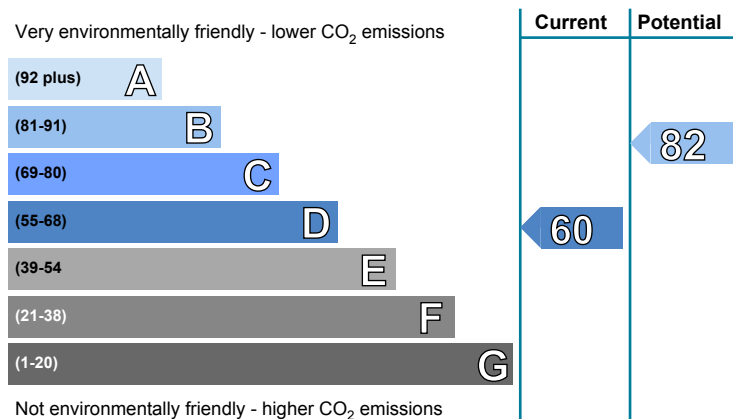 Very environmentally friendly - lower CO2 emissions
Current
Potential
(92 plus) A
(81-91) B
82
(69-80) C
(55-68) D
60
(39-54 E
(21-38) F
(1-20) G
Not environmentally friendly - higher CO2 emissions